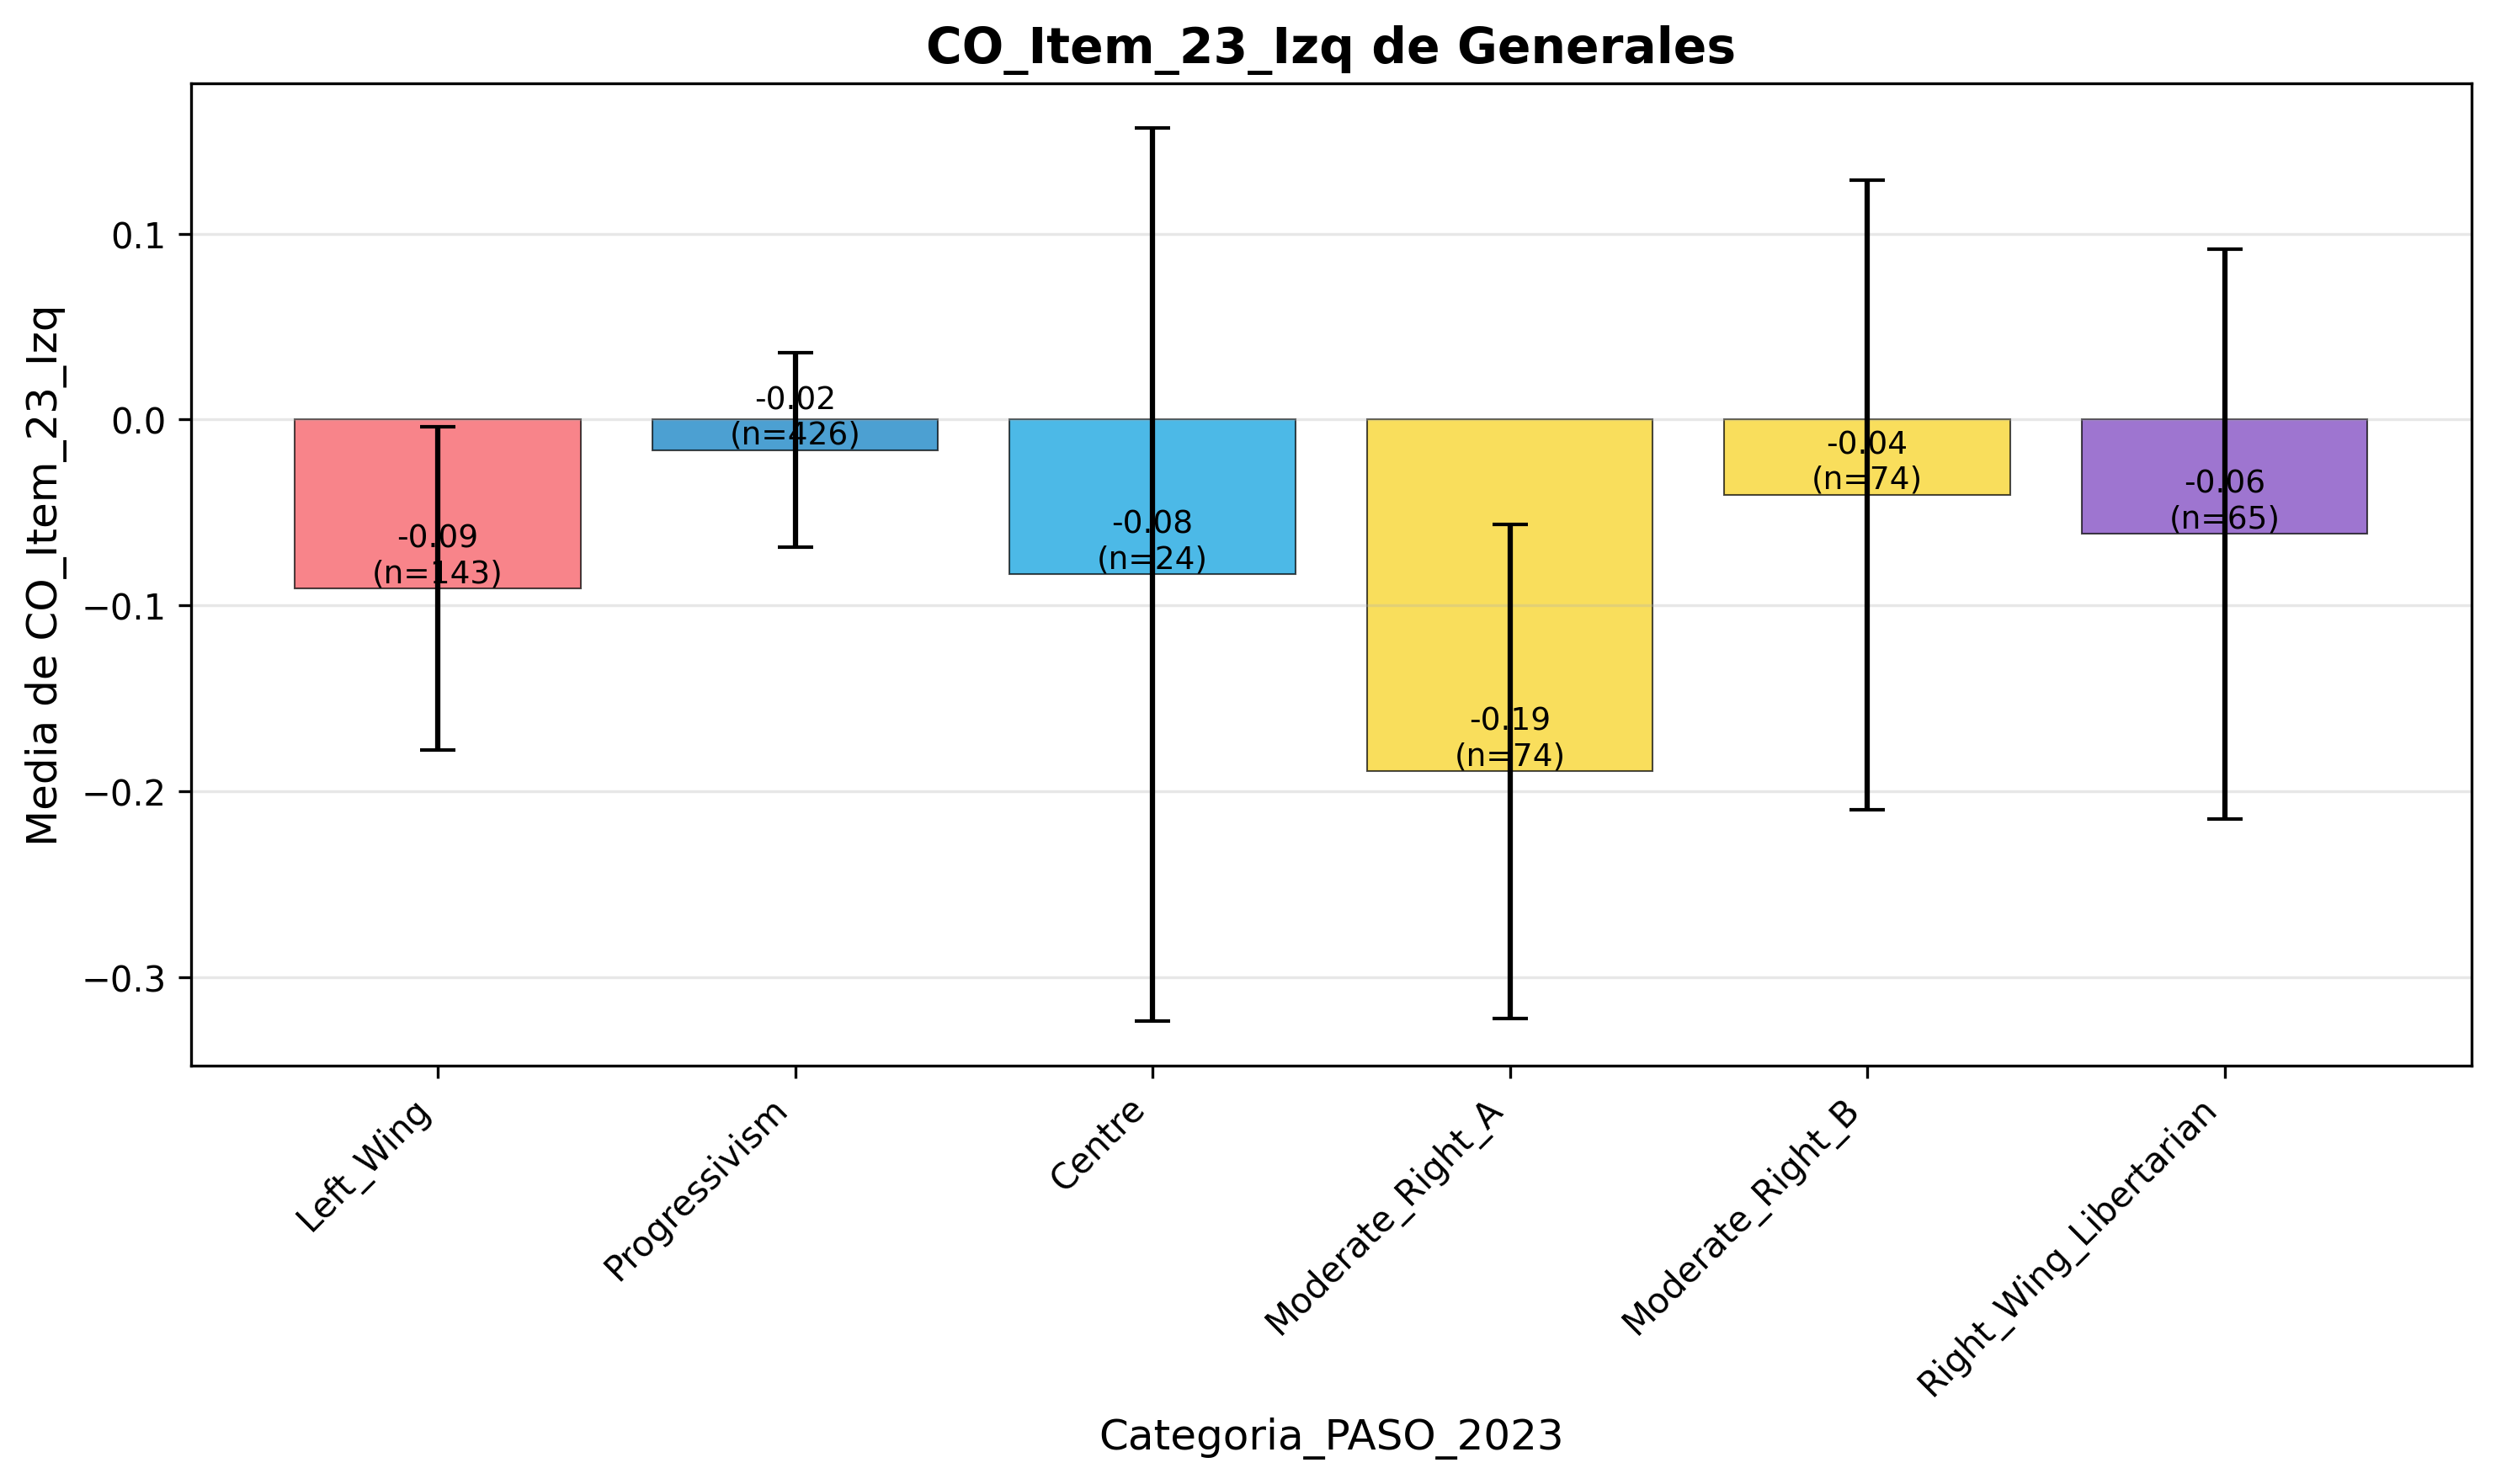 CO_Item_23_Izq de Generales
Media de CO_Item_23_Izq
0.1
0.0
−0.1
−0.2
−0.3
-0.09
(n=143)
-0.02
(n=426)
-0.08
(n=24)
-0.19
(n=74)
-0.04
(n=74)
-0.06
(n=65)
Left_Wing
Progressivism
Centre
Moderate_Right_A
Moderate_Right_B
Right_Wing_Libertarian
Categoria_PASO_2023